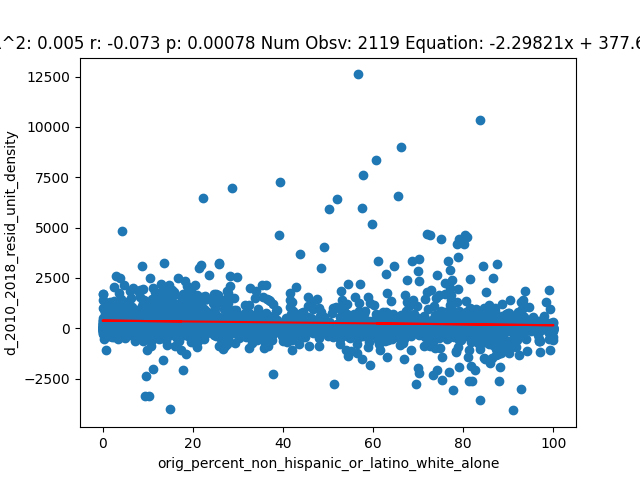 ^2: 0.005 r: -0.073 p: 0.00078 Num Obsv: 2119 Equation: -2.29821x + 377.6
12500
10000
7500
5000
2500
0
−2500
d_2010_2018_resid_unit_density
0 20 40 60 80 100
orig_percent_non_hispanic_or_latino_white_alone